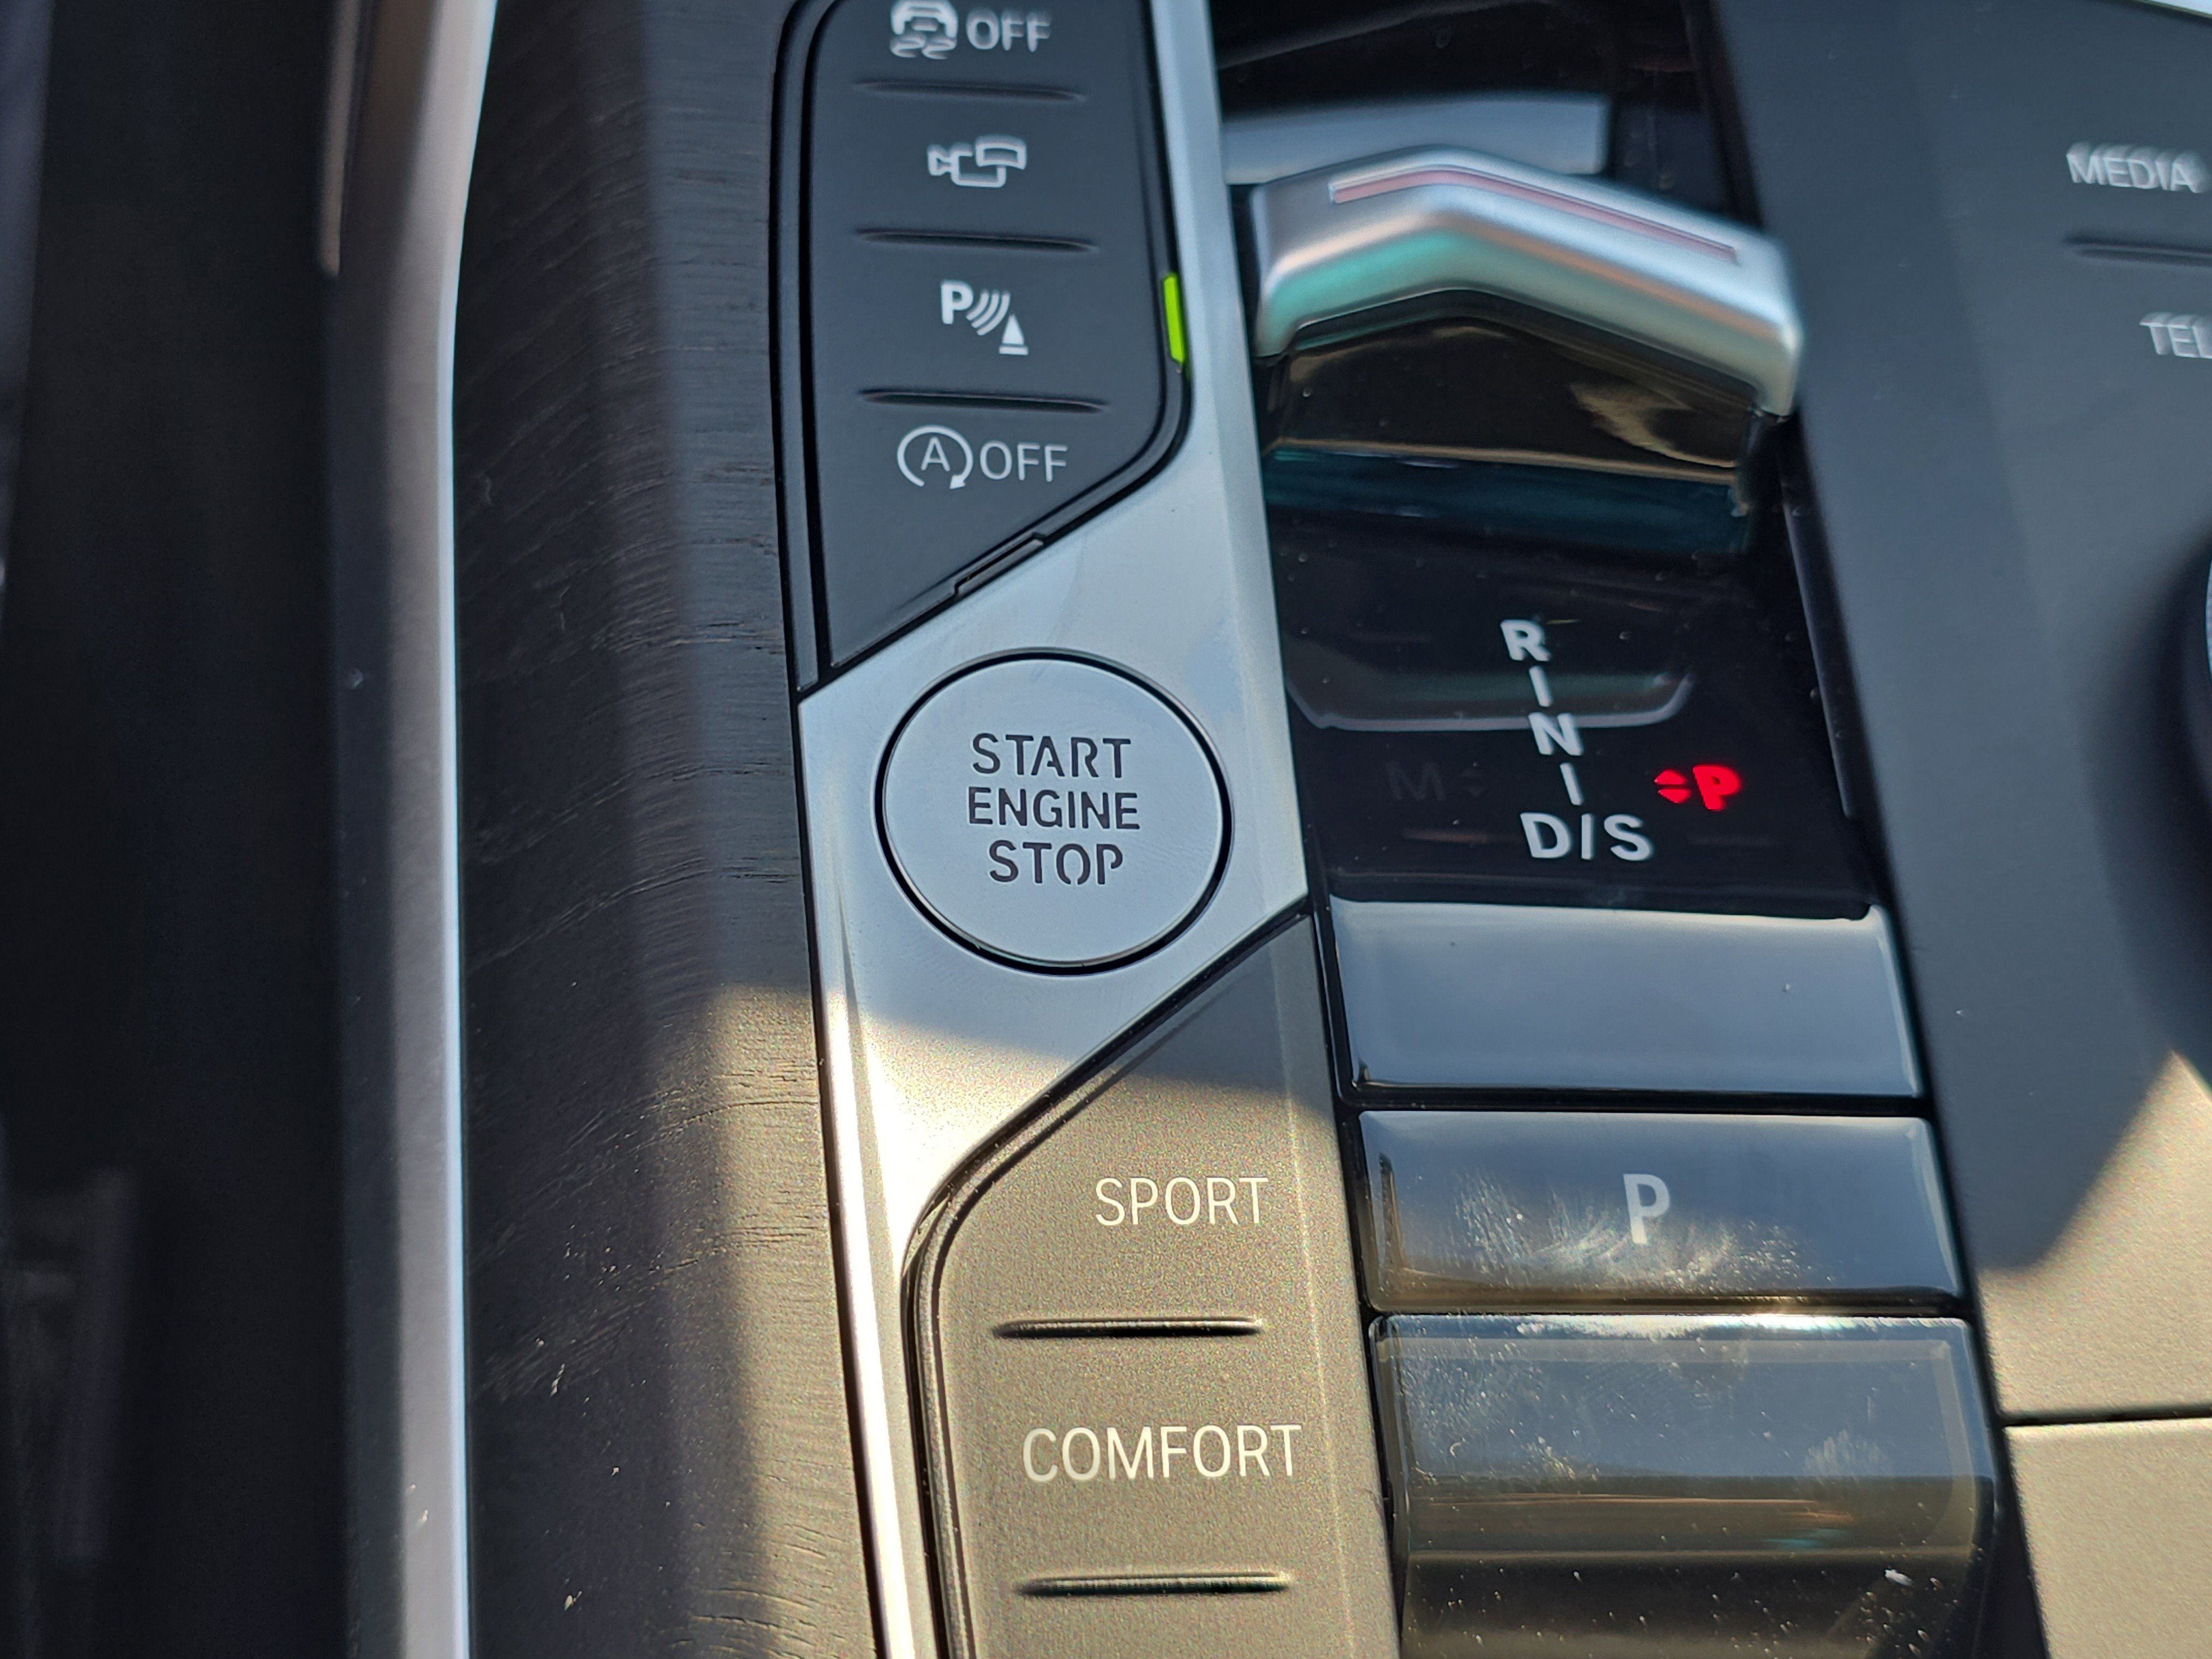 OFF
P
A OFF
START
ENGINE
STOP
SPORT
COMFORT
R
N
M
D/S
P
P
MEDIA
TEL